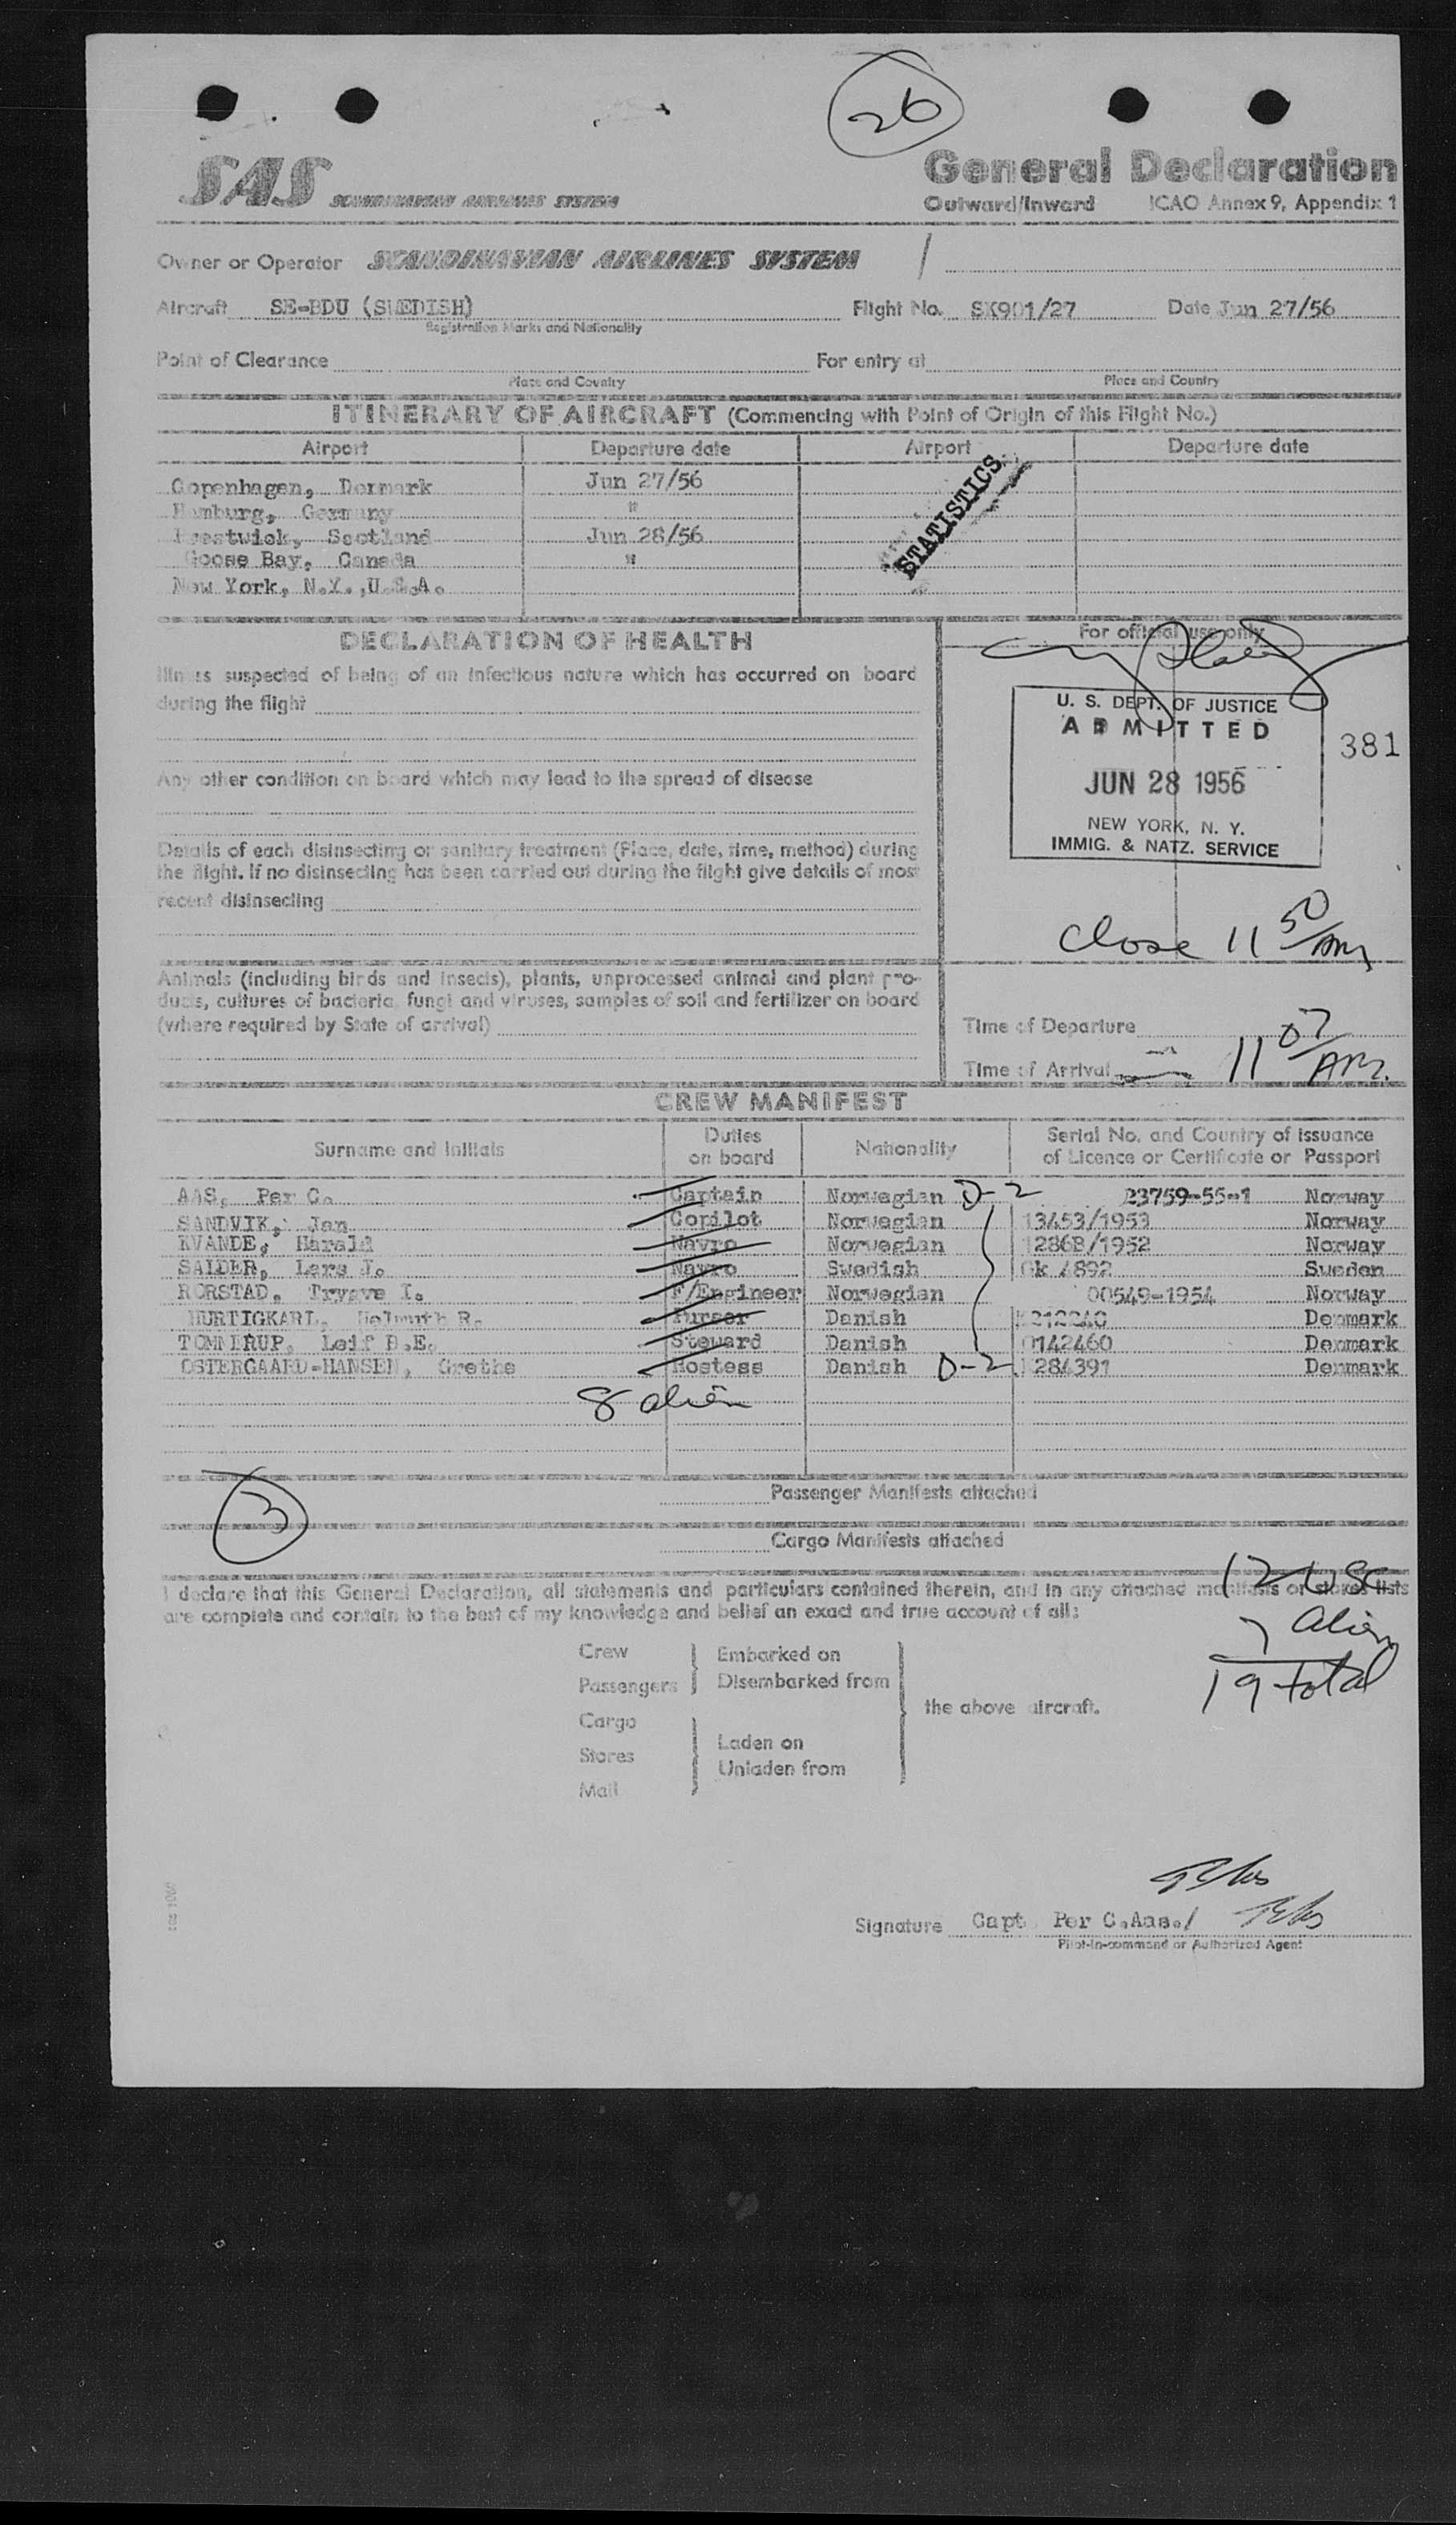 26
SAS SCANDINAVIAN AIRLINES SYSTEM
General Declaration
Outward/Inward ICAO Annex 9, Appendix 1
Owner or Operator SCANDINAVIAN AIRLINES SYSTEM
Aircraft SE-BDU (SWEDISH) Flight No. SK901/27 Date Jun 27/56
Registration Marks and Nationality
Point of Clearance For entry at
Place and Country Place and Country
ITINERARY OF AIRCRAFT (Commencing with Point of Origin of this Flight No.)
Airport Departure date Airport Departure date
Copenhagen, Denmark Jun 27/56
Hamburg, Germany "
Prestwick, Scotland Jun 28/56
Goose Bay, Canada "
New York, N.Y.,U.S.A.
STATISTICS
DECLARATION OF HEALTH
For official use only
Illness suspected of being of an infectious nature which has occurred on board
during the flight
U. S. DEPT. OF JUSTICE
ADMITTED
381
JUN 28 1956
NEW YORK, N. Y.
IMMIG. & NATZ. SERVICE
Any other condition on board which may lead to the spread of disease
Details of each disinsecting or sanitary treatment (Place, date, time, method) during
the flight. If no disinsecting has been carried out during the flight give details of most
recent disinsecting
Close 11 50/AM
Animals (including birds and insects), plants, unprocessed animal and plant pro-
ducts, cultures of bacteria, fungi and viruses, samples of soil and fertilizer on board
(where required by State of arrival)
Time of Departure
Time of Arrival 11 07/AM.
CREW MANIFEST
Surname and Initials Duties on board Nationality Serial No. and Country of issuance of Licence or Certificate or Passport
AAS, Per C. Captain Norwegian D-2 23759-55-1 Norway
SANDVIK, Jan Copilot Norwegian 13453/1953 Norway
KVANDE, Harald Navro Norwegian 1286B/1952 Norway
SALDER, Lars J. Navro Swedish Sweden
RORSTAD, Trygve I. F/Engineer Norwegian 00549-1954 Norway
HURTIGKARL, Helmuth R. Purser Danish Denmark
TOMMERUP, Leif B.E. Steward Danish 0142460 Denmark
OSTERGAARD-HANSEN, Grethe Hostess Danish D-2 284391 Denmark
8 alien
3
Passenger Manifests attached
Cargo Manifests attached
I declare that this General Declaration, all statements and particulars contained therein, and in any attached manifests or stores lists
are complete and contain to the best of my knowledge and belief an exact and true account of all:
12 USC
7 alien
19 total
Crew
Passengers
Embarked on
Disembarked from
Cargo
Stores
Mail
Laden on
Unladen from
the above aircraft.
SAS 1060
Signature Capt. Per C.Aas./
Pilot-in-command or Authorized Agent